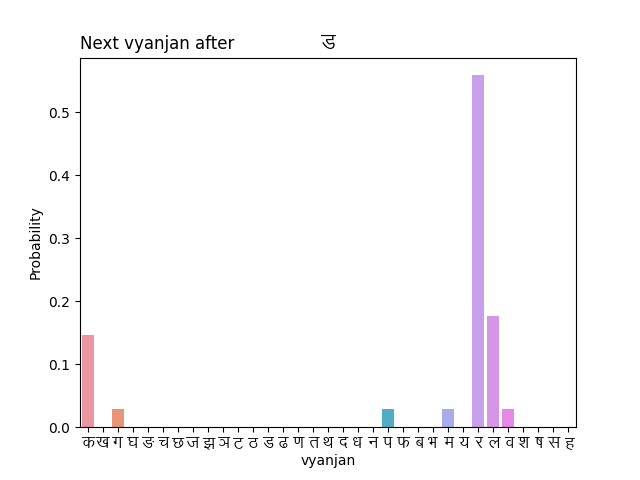 Next vyanjan after ड
Probability
0.5
0.4
0.3
0.2
0.1
0.0
क ख ग घ ङ च छ ज झ ञ ट ठ ड ढ ण त थ द ध न प फ ब भ म य र ल व श ष स ह
vyanjan